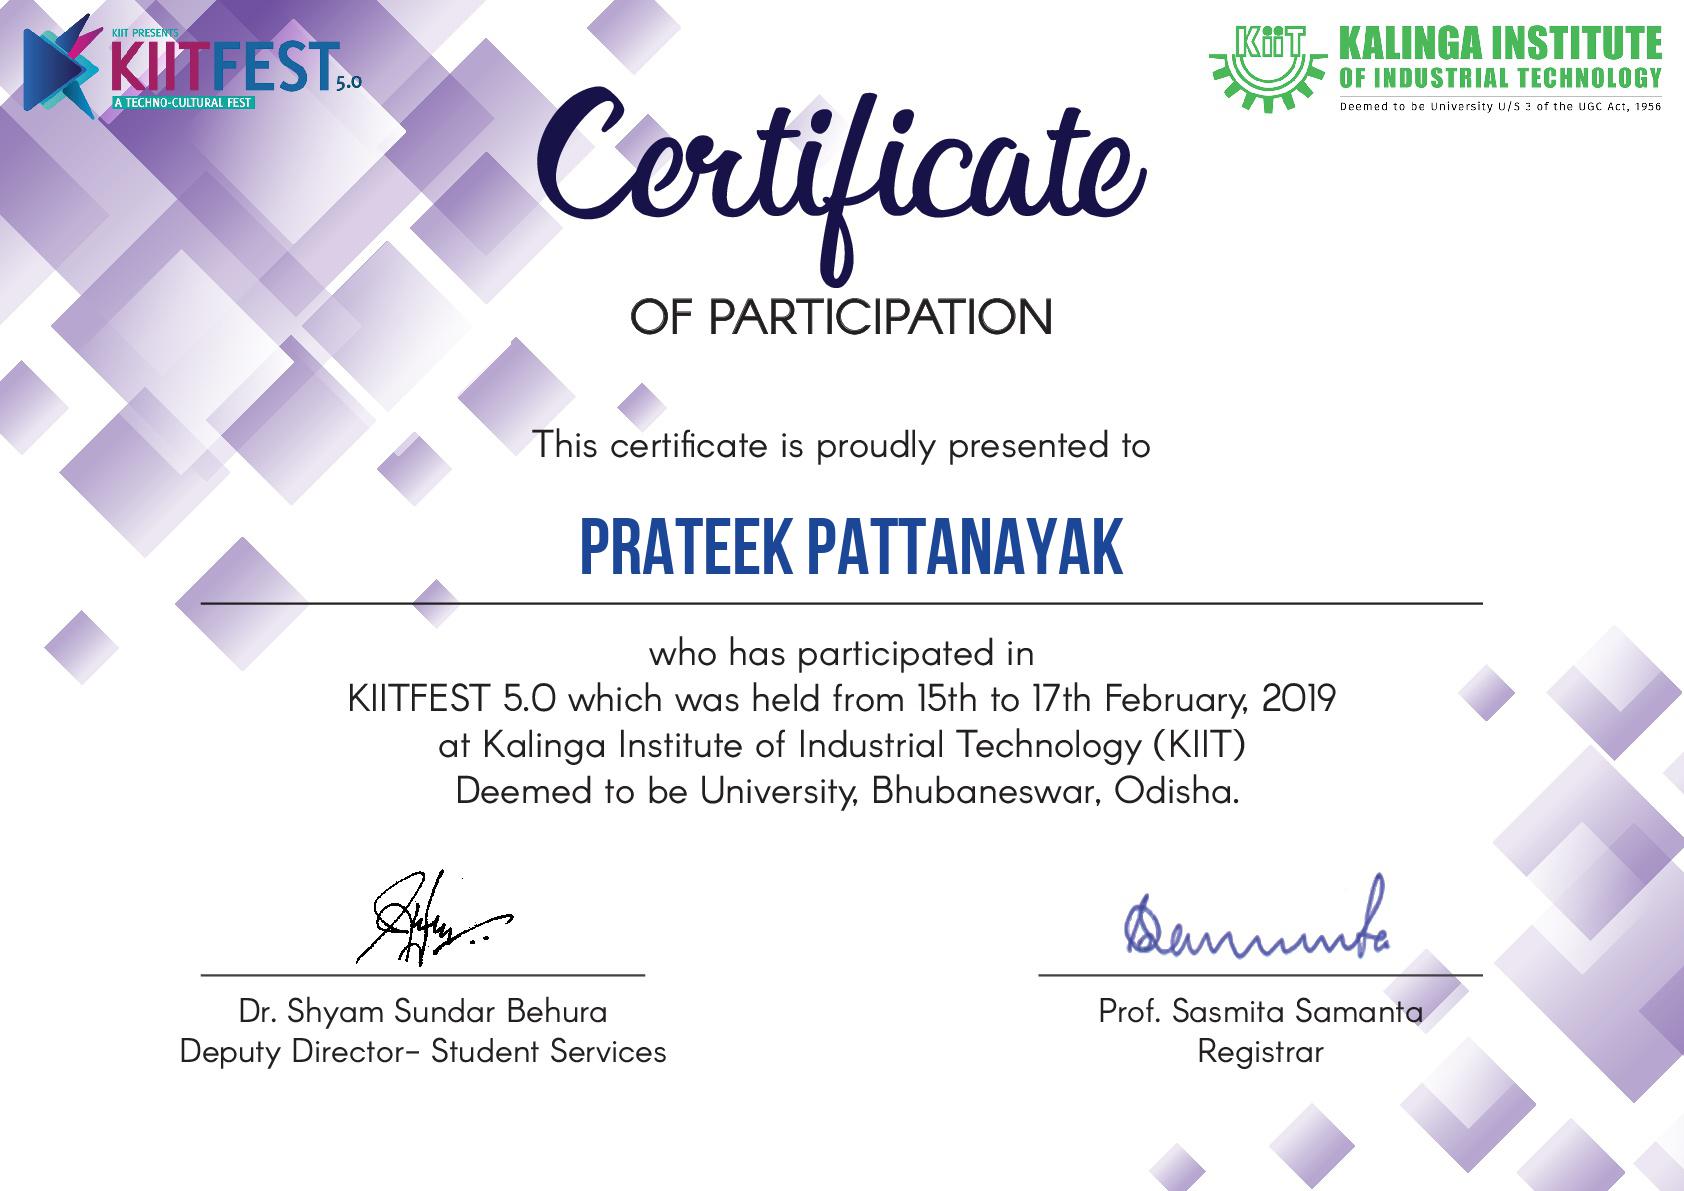 KIIT PRESENTS
KIITFEST 5.0
A TECHNO-CULTURAL FEST
KiiT
KALINGA INSTITUTE
OF INDUSTRIAL TECHNOLOGY
Deemed to be University U/S 3 of the UGC Act, 1956
Certificate
OF PARTICIPATION
This certificate is proudly presented to
PRATEEK PATTANAYAK
who has participated in
KIITFEST 5.0 which was held from 15th to 17th February, 2019
at Kalinga Institute of Industrial Technology (KIIT)
Deemed to be University, Bhubaneswar, Odisha.
Dr. Shyam Sundar Behura
Deputy Director- Student Services
Prof. Sasmita Samanta
Registrar